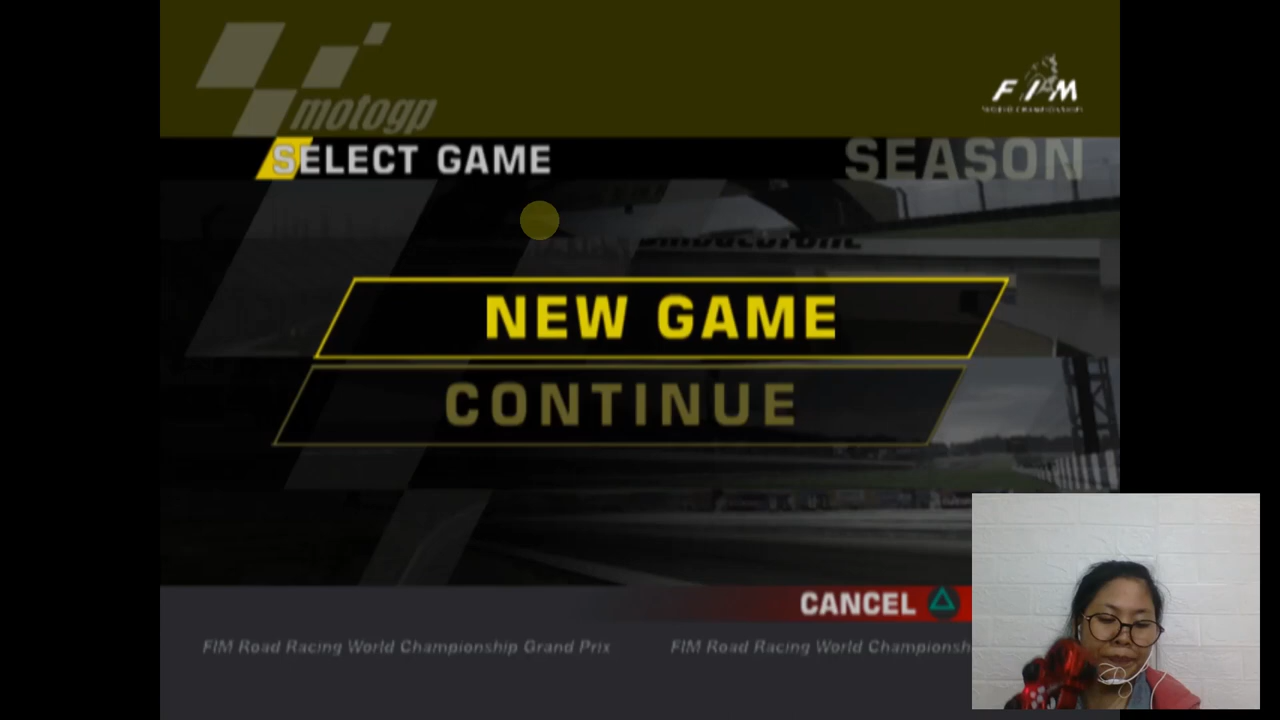 motogp
FIM
SELECT GAME
SEASON
NEW GAME
CONTINUE
CANCEL
FIM Road Racing World Championship Grand Prix
FIM Road Racing World Championsh